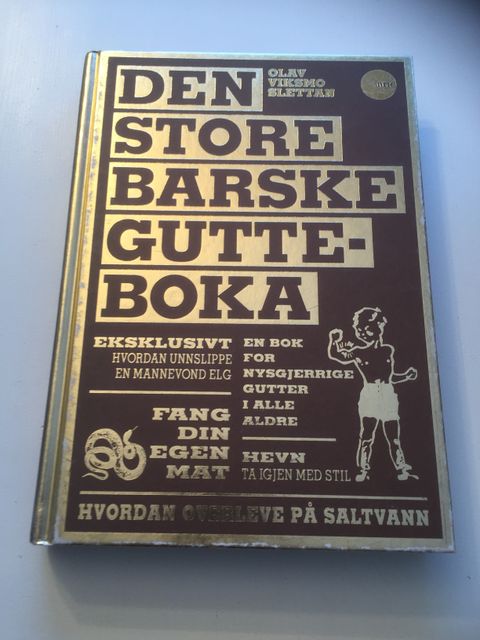 DEN
STORE
BARSKE
GUTTE-
BOKA
OLAV
VIKSMO
SLETTAN
EKSKLUSIVT
HVORDAN UNNSLIPPE
EN MANNEVOND ELG
FANG
DIN
EGEN
MAT
EN BOK
FOR
NYSGJERRIGE
GUTTER
I ALLE
ALDRE
HEVN
TA IGJEN MED STIL
HVORDAN OVERLEVE PÅ SALTVANN